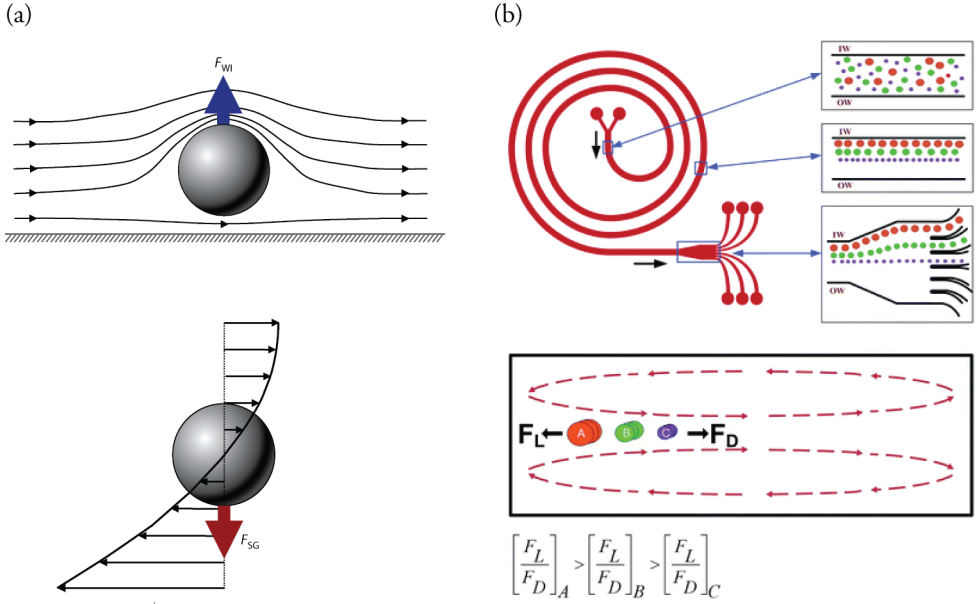 (a)
F_WI
F_SG
(b)
IW
OW
IW
OW
IW
OW
F_L
A
B
C
F_D
[F_L/F_D]_A > [F_L/F_D]_B > [F_L/F_D]_C